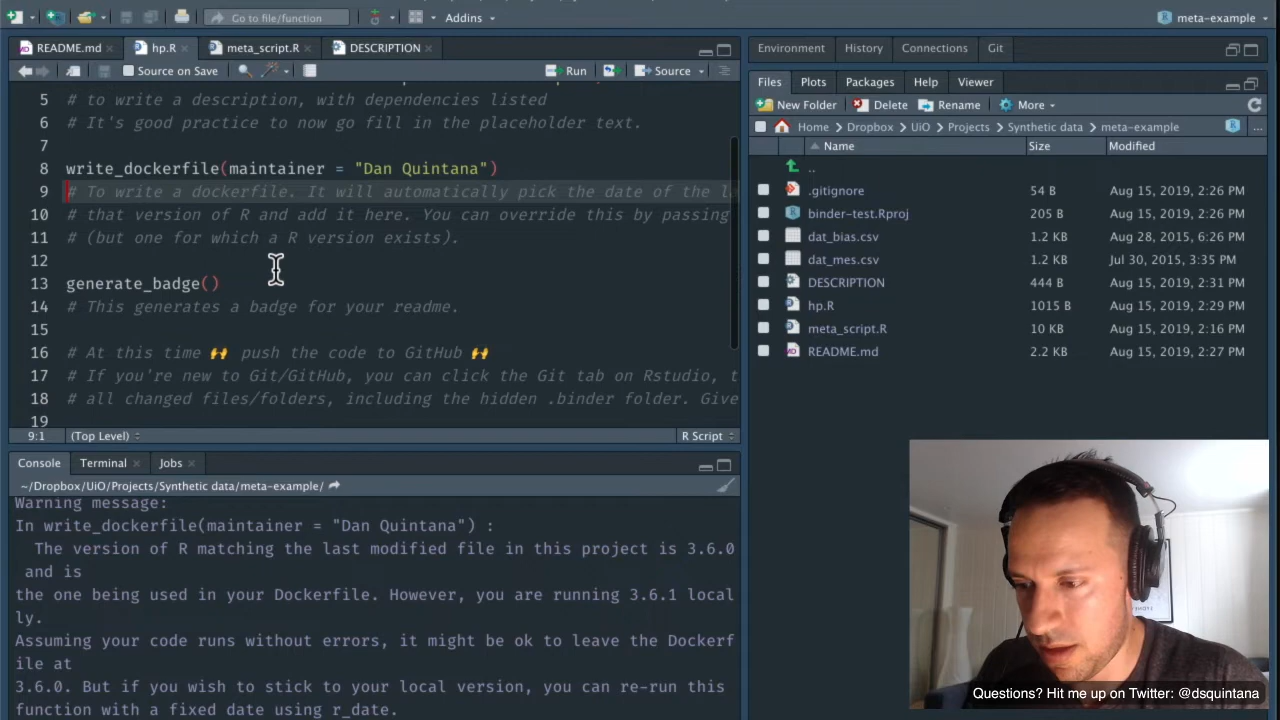 Go to file/function
Addins
meta-example
README.md
hp.R
meta_script.R
DESCRIPTION
Source on Save
Run
Source
5 # to write a description, with dependencies listed
6 # It's good practice to now go fill in the placeholder text.
7
8 write_dockerfile(maintainer = "Dan Quintana")
9 # To write a dockerfile. It will automatically pick the date of the
10 # that version of R and add it here. You can override this by passing
11 # (but one for which a R version exists).
12
13 generate_badge()
14 # This generates a badge for your readme.
15
16 # At this time 🙌 push the code to GitHub 🙌
17 # If you're new to Git/GitHub, you can click the Git tab on Rstudio, t
18 # all changed files/folders, including the hidden .binder folder. Give
19
9:1 (Top Level) R Script
Console Terminal Jobs
~/Dropbox/UiO/Projects/Synthetic data/meta-example/
Warning message:
In write_dockerfile(maintainer = "Dan Quintana") :
The version of R matching the last modified file in this project is 3.6.0
and is
the one being used in your Dockerfile. However, you are running 3.6.1 local
ly.
Assuming your code runs without errors, it might be ok to leave the Dockerf
ile at
3.6.0. But if you wish to stick to your local version, you can re-run this
function with a fixed date using r_date.
Environment History Connections Git
Files Plots Packages Help Viewer
New Folder Delete Rename More
Home Dropbox UiO Projects Synthetic data meta-example ...
Name Size Modified
..
.gitignore 54 B Aug 15, 2019, 2:26 PM
binder-test.Rproj 205 B Aug 15, 2019, 2:26 PM
dat_bias.csv 1.2 KB Aug 28, 2015, 6:26 PM
dat_mes.csv 1.2 KB Jul 30, 2015, 3:35 PM
DESCRIPTION 444 B Aug 15, 2019, 2:31 PM
hp.R 1015 B Aug 15, 2019, 2:29 PM
meta_script.R 10 KB Aug 15, 2019, 2:16 PM
README.md 2.2 KB Aug 15, 2019, 2:27 PM
Questions? Hit me up on Twitter: @dsquintana